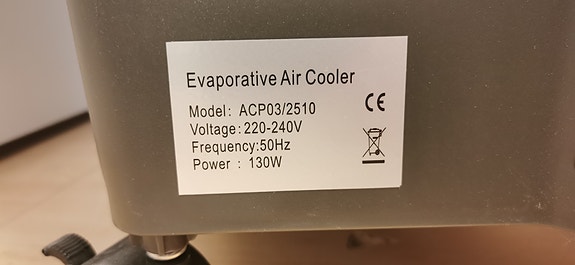 Evaporative Air Cooler
Model: ACP03/2510
Voltage:220-240V
Frequency:50Hz
Power : 130W
CE